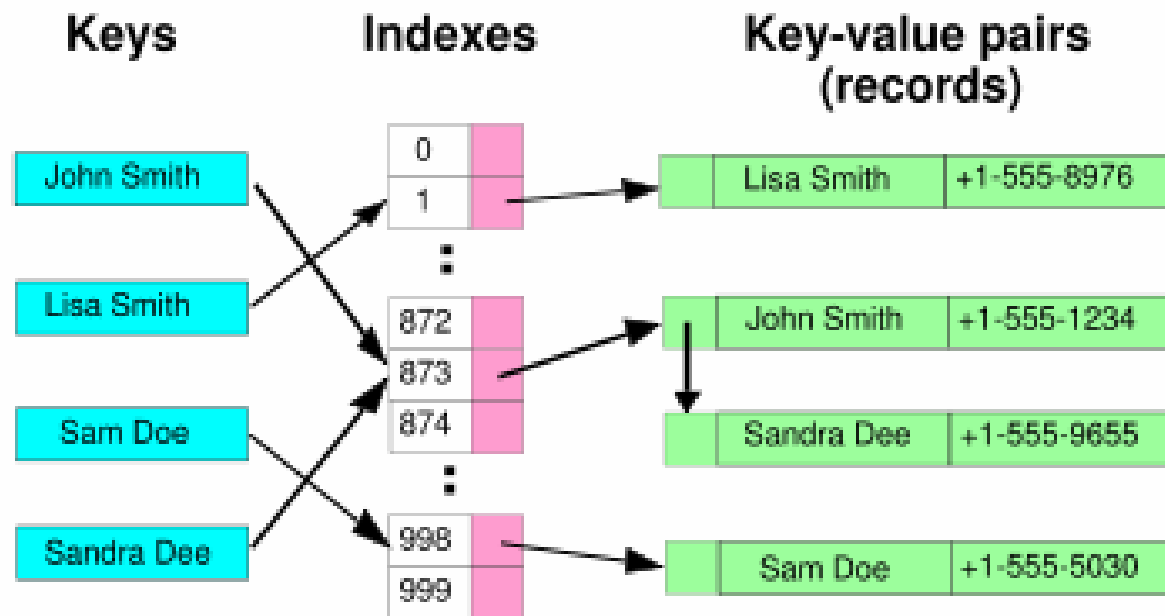 Keys
Indexes
Key-value pairs
(records)
John Smith
Lisa Smith
Sam Doe
Sandra Dee
0
1
:
872
873
874
:
998
999
Lisa Smith +1-555-8976
John Smith +1-555-1234
Sandra Dee +1-555-9655
Sam Doe +1-555-5030